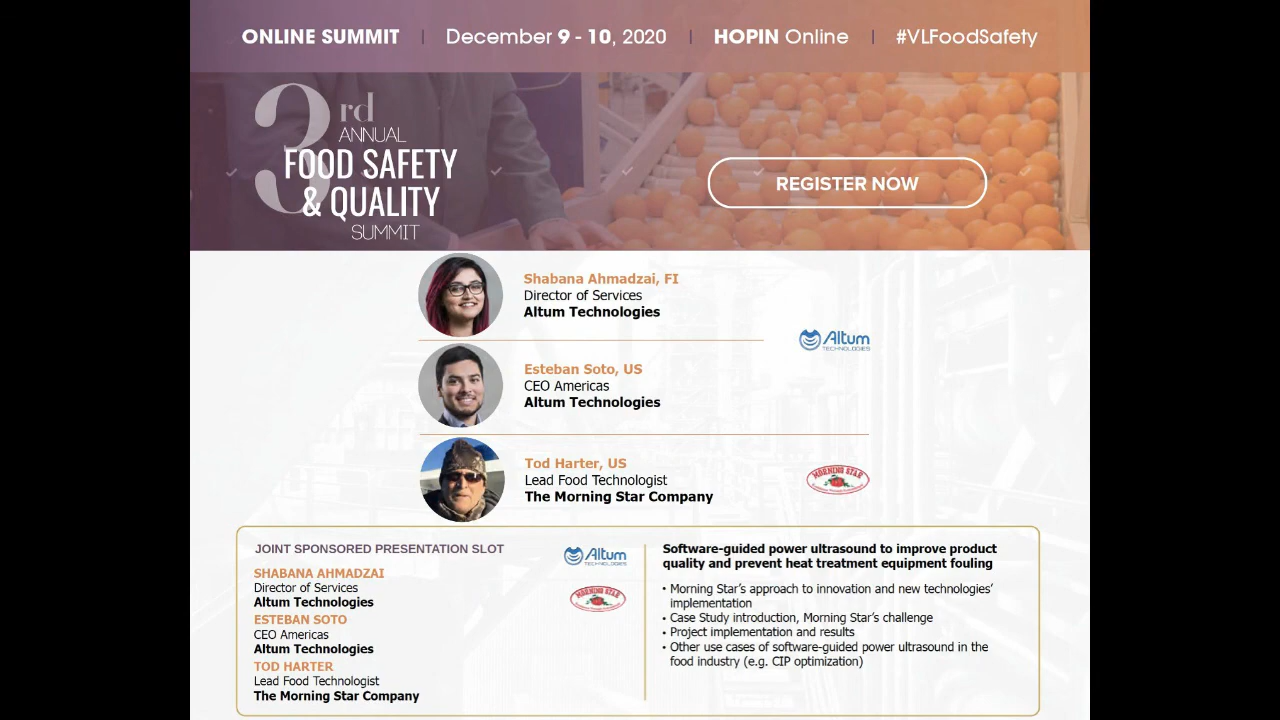 ONLINE SUMMIT | December 9 - 10, 2020 | HOPIN Online | #VLFoodSafety
3rd
ANNUAL
FOOD SAFETY
& QUALITY
SUMMIT
REGISTER NOW
Shabana Ahmadzai, FI
Director of Services
Altum Technologies
Altum
TECHNOLOGIES
Esteban Soto, US
CEO Americas
Altum Technologies
Tod Harter, US
Lead Food Technologist
The Morning Star Company
MORNING STAR
JOINT SPONSORED PRESENTATION SLOT
SHABANA AHMADZAI
Director of Services
Altum Technologies
ESTEBAN SOTO
CEO Americas
Altum Technologies
TOD HARTER
Lead Food Technologist
The Morning Star Company
Altum
TECHNOLOGIES
MORNING STAR
Software-guided power ultrasound to improve product
quality and prevent heat treatment equipment fouling
• Morning Star's approach to innovation and new technologies'
implementation
• Case Study introduction, Morning Star's challenge
• Project implementation and results
• Other use cases of software-guided power ultrasound in the
food industry (e.g. CIP optimization)